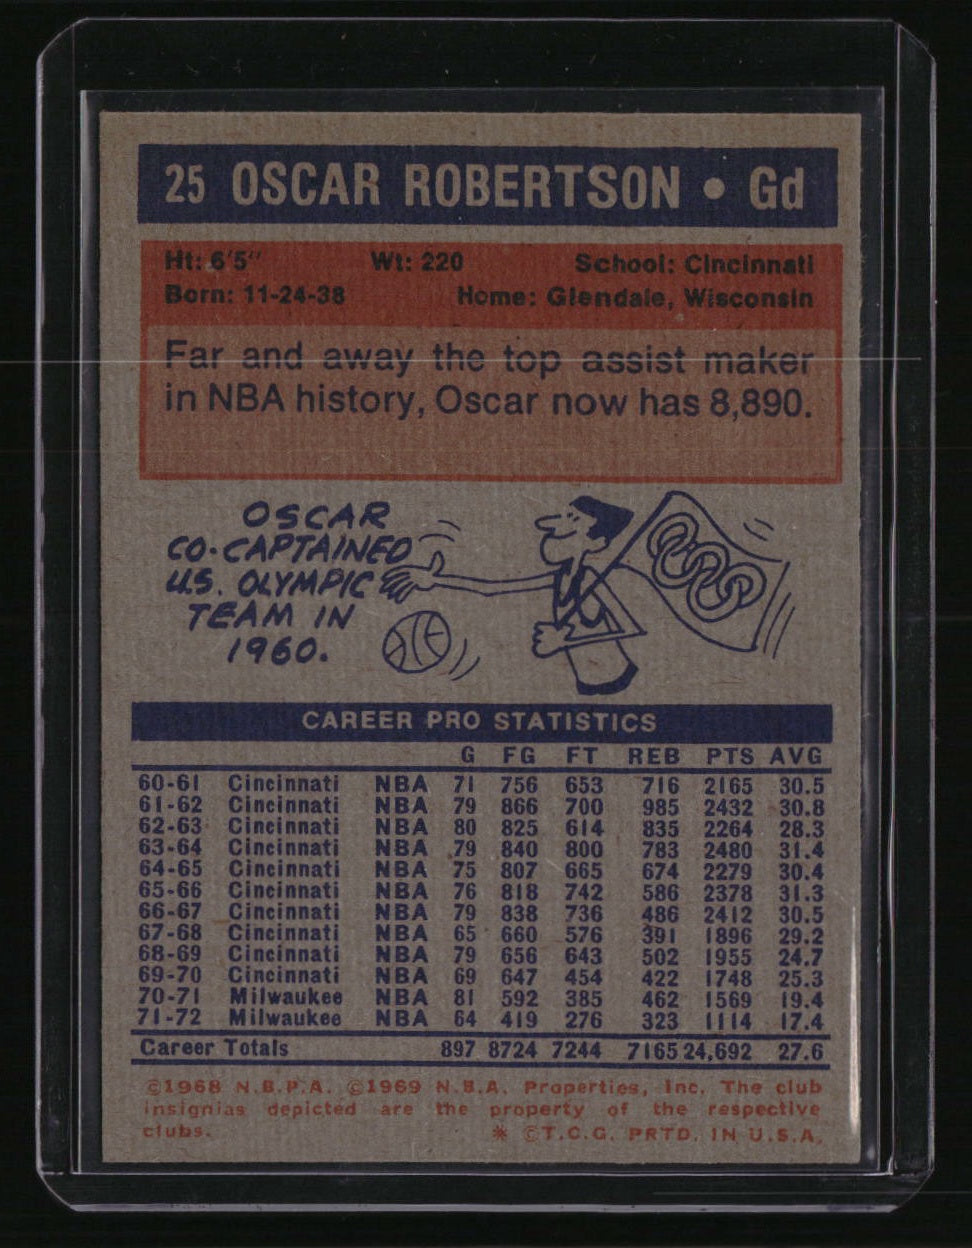 25 OSCAR ROBERTSON • Gd
Ht: 6'5" Wt: 220 School: Cincinnati
Born: 11-24-38 Home: Glendale, Wisconsin
Far and away the top assist maker
in NBA history, Oscar now has 8,890.
OSCAR
CO-CAPTAINED
U.S. OLYMPIC
TEAM IN
1960.
CAREER PRO STATISTICS
G FG FT REB PTS AVG
60-61 Cincinnati NBA 71 756 653 716 2165 30.5
61-62 Cincinnati NBA 79 866 700 985 2432 30.8
62-63 Cincinnati NBA 80 825 614 835 2264 28.3
63-64 Cincinnati NBA 79 840 800 783 2480 31.4
64-65 Cincinnati NBA 75 807 665 674 2279 30.4
65-66 Cincinnati NBA 76 818 742 586 2378 31.3
66-67 Cincinnati NBA 79 838 736 486 2412 30.5
67-68 Cincinnati NBA 65 660 576 391 1896 29.2
68-69 Cincinnati NBA 79 656 643 502 1955 24.7
69-70 Cincinnati NBA 69 647 454 422 1748 25.3
70-71 Milwaukee NBA 81 592 385 462 1569 19.4
71-72 Milwaukee NBA 64 419 276 323 1114 17.4
Career Totals 897 8724 7244 7165 24,692 27.6
©1968 N.B.P.A. ©1969 N.B.A. Properties, Inc. The club
insignias depicted are the property of the respective
clubs. * ©T.C.G. PRTD. IN U.S.A.